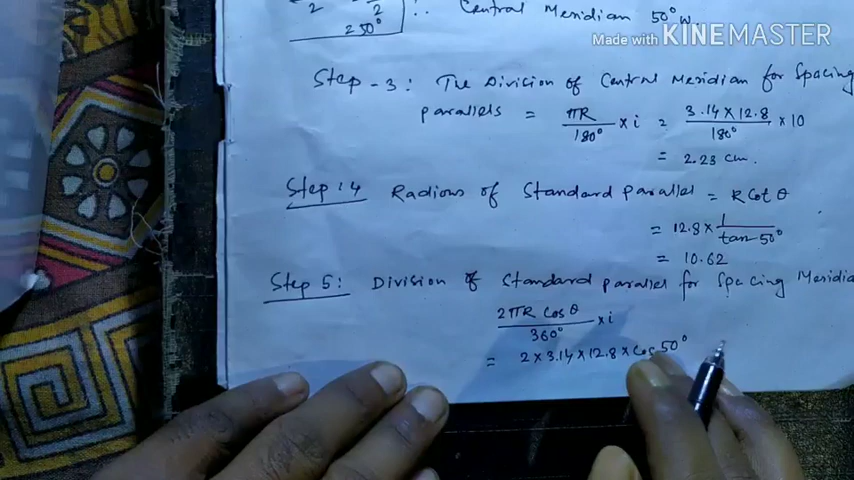 2 2 ∴ Central Meridian 50°W
250°
Made with KINEMASTER
Step-3: The Division of Central Meridian for Spacing
parallels = πR/180° × i = 3.14 × 12.8/180° × 10
= 2.23 cm.
Step:4 Radious of Standard parallel = R Cot θ
= 12.8 × 1/tan 50°
= 10.62
Step 5: Division of Standard parallel for Spacing Meridia
2πR Cos θ/360° × i
= 2 × 3.14 × 12.8 × Cos 50°